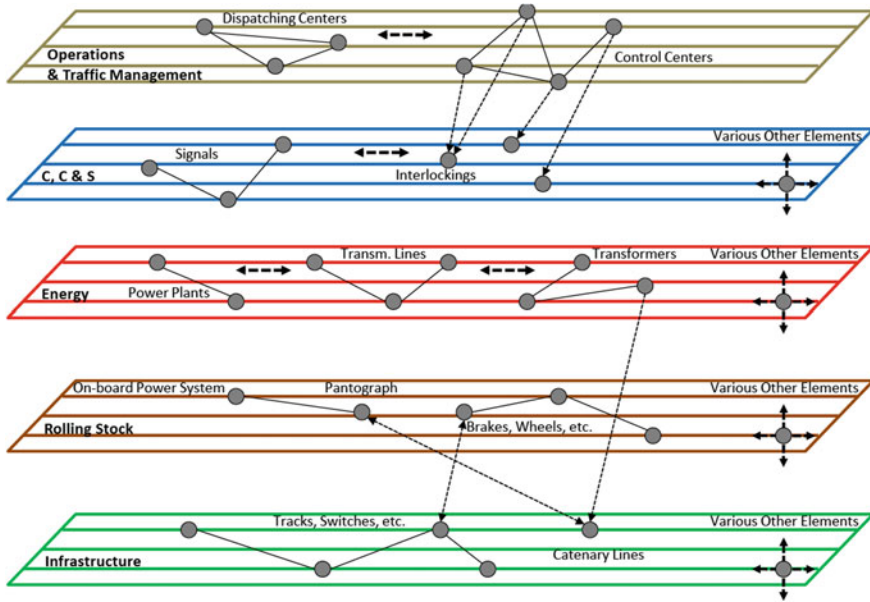 Dispatching Centers
Operations
& Traffic Management
Control Centers
Various Other Elements
Signals
C, C & S
Interlockings
Transm. Lines
Transformers
Various Other Elements
Energy
Power Plants
On-board Power System
Pantograph
Various Other Elements
Rolling Stock
Brakes, Wheels, etc.
Tracks, Switches, etc.
Various Other Elements
Infrastructure
Catenary Lines